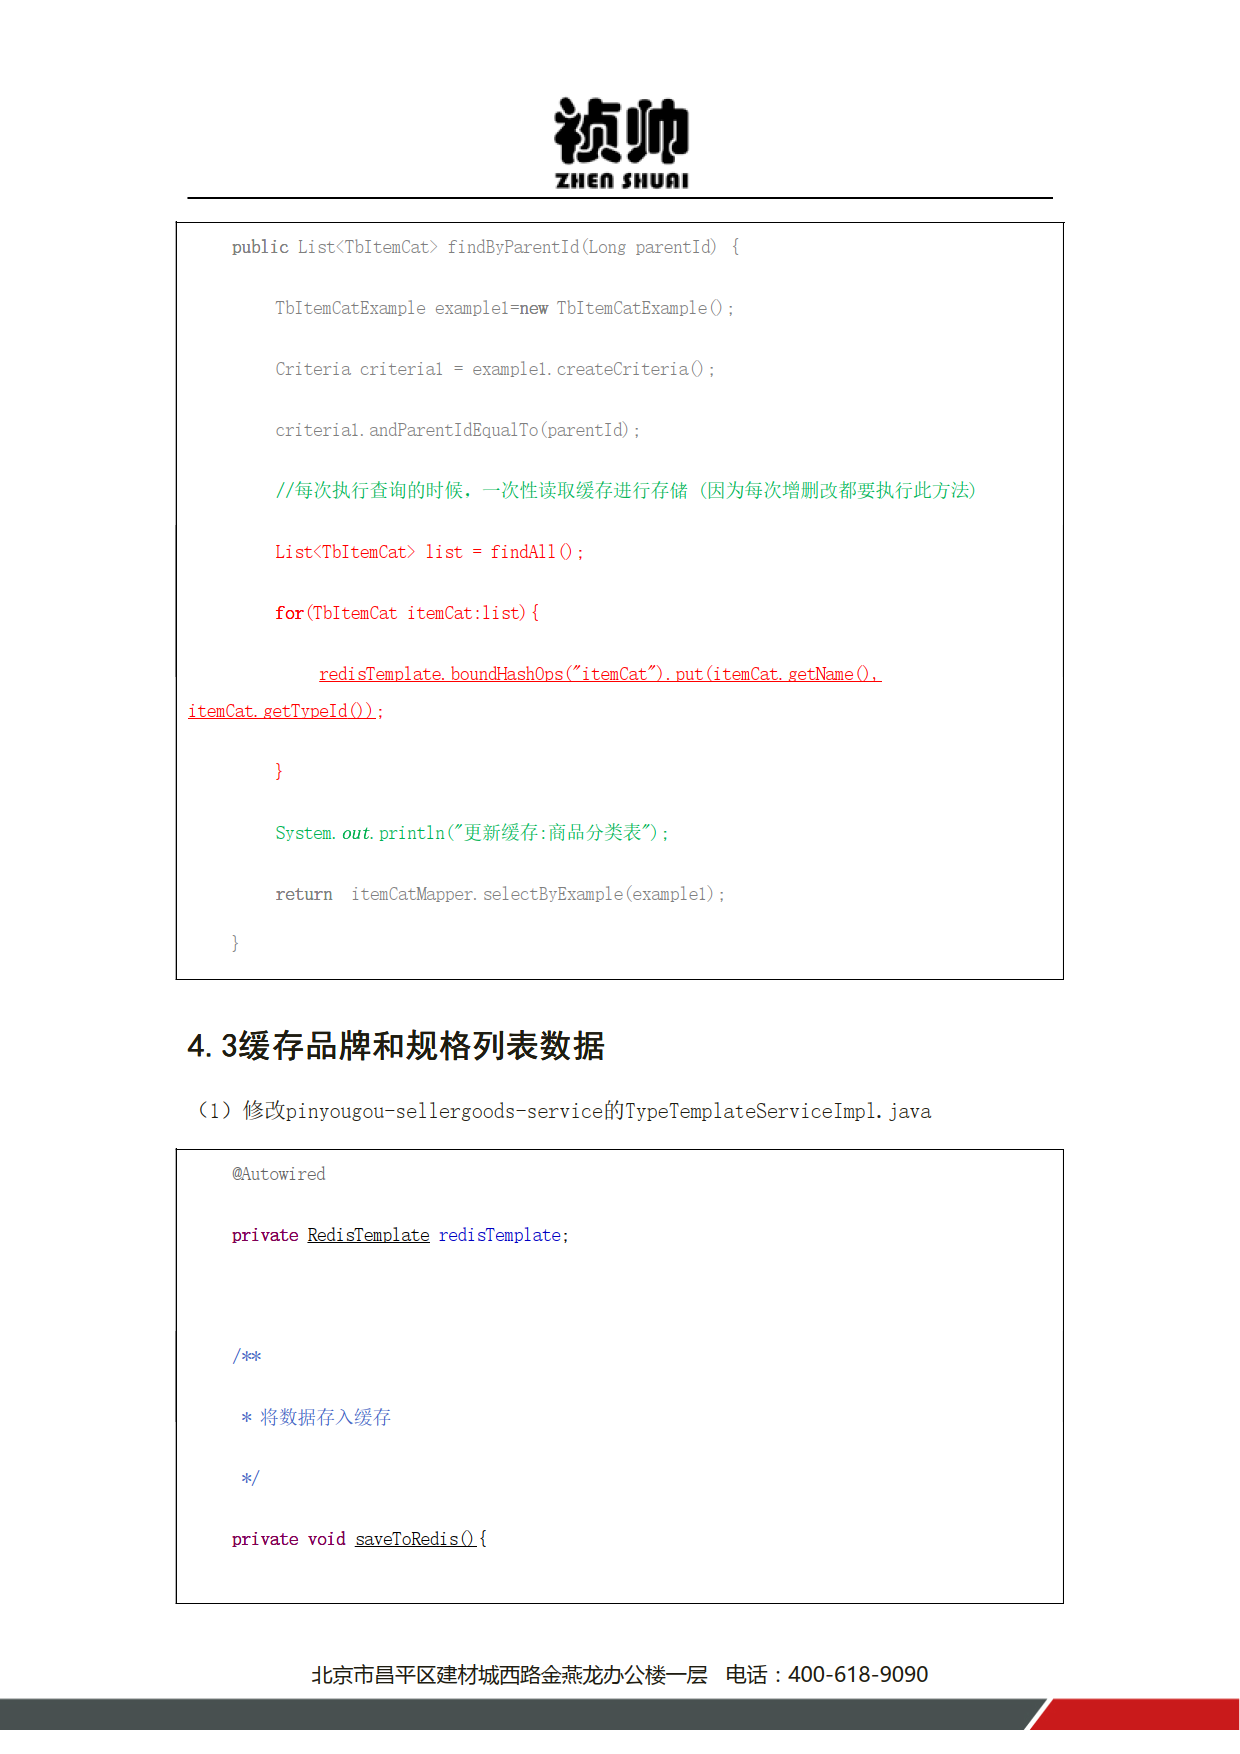 祯帅
ZHEN SHUAI
public List<TbItemCat> findByParentId(Long parentId) {
TbItemCatExample example1=new TbItemCatExample();
Criteria criteria1 = example1.createCriteria();
criteria1.andParentIdEqualTo(parentId);
//每次执行查询的时候，一次性读取缓存进行存储 (因为每次增删改都要执行此方法)
List<TbItemCat> list = findAll();
for(TbItemCat itemCat:list){
redisTemplate.boundHashOps("itemCat").put(itemCat.getName(),
itemCat.getTypeId());
}
System.out.println("更新缓存:商品分类表");
return  itemCatMapper.selectByExample(example1);
}
4.3缓存品牌和规格列表数据
（1）修改pinyougou-sellergoods-service的TypeTemplateServiceImpl.java
@Autowired
private RedisTemplate redisTemplate;
/**
* 将数据存入缓存
*/
private void saveToRedis(){
北京市昌平区建材城西路金燕龙办公楼一层 电话：400-618-9090